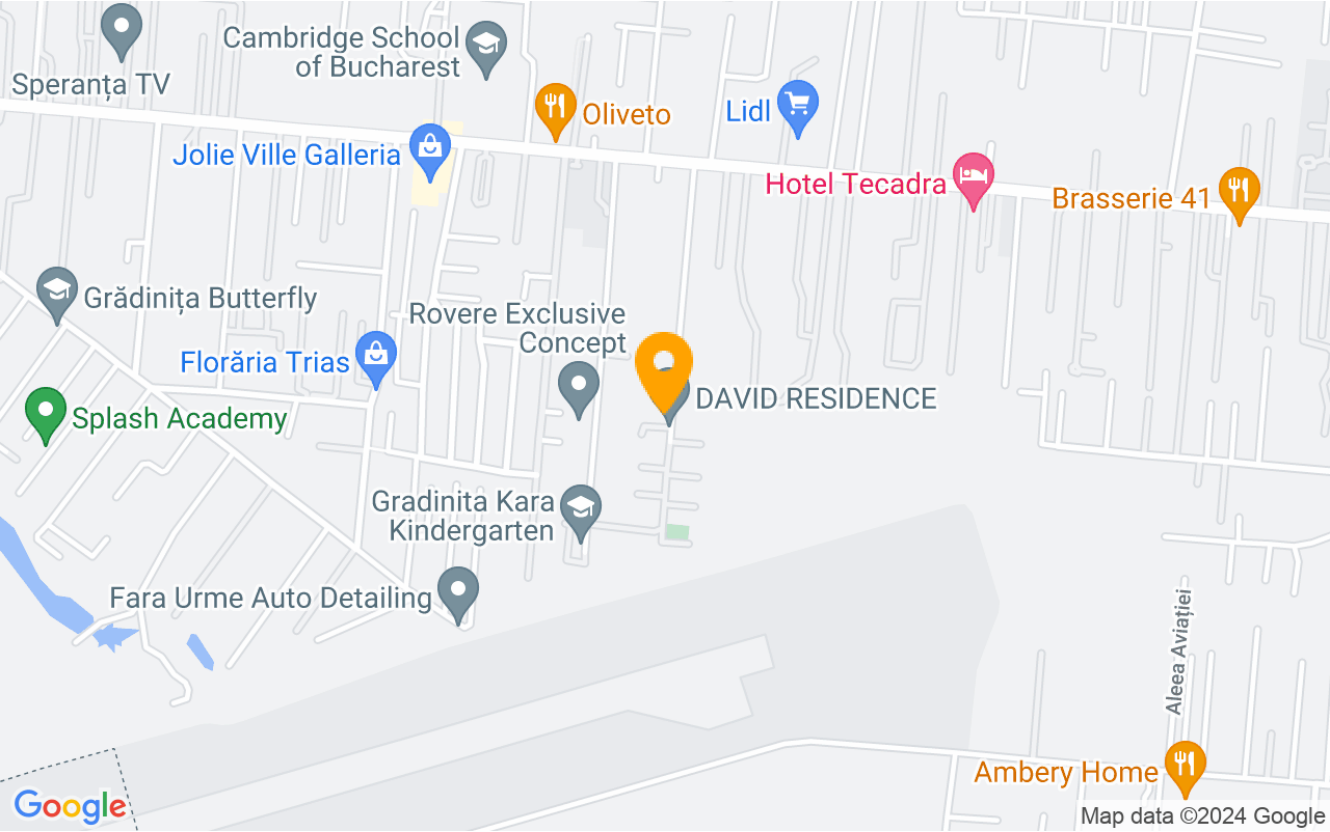 Cambridge School
of Bucharest
Speranța TV
Oliveto
Lidl
Jolie Ville Galleria
Hotel Tecadra
Brasserie 41
Grădinița Butterfly
Rovere Exclusive
Concept
Florăria Trias
DAVID RESIDENCE
Splash Academy
Gradinita Kara
Kindergarten
Fara Urme Auto Detailing
Aleea Aviației
Ambery Home
Google
Map data ©2024 Google